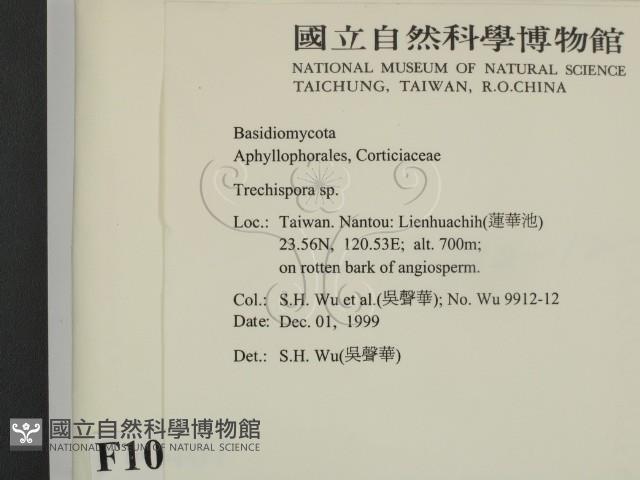 國立自然科學博物館
NATIONAL MUSEUM OF NATURAL SCIENCE
TAICHUNG, TAIWAN, R.O.CHINA
Basidiomycota
Aphyllophorales, Corticiaceae
Trechispora sp.
Loc.: Taiwan. Nantou: Lienhuachih(蓮華池)
23.56N, 120.53E; alt. 700m;
on rotten bark of angiosperm.
Col.: S.H. Wu et al.(吳聲華); No. Wu 9912-12
Date: Dec. 01, 1999
Det.: S.H. Wu(吳聲華)
國立自然科學博物館
NATIONAL MUSEUM OF NATURAL SCIENCE
F10